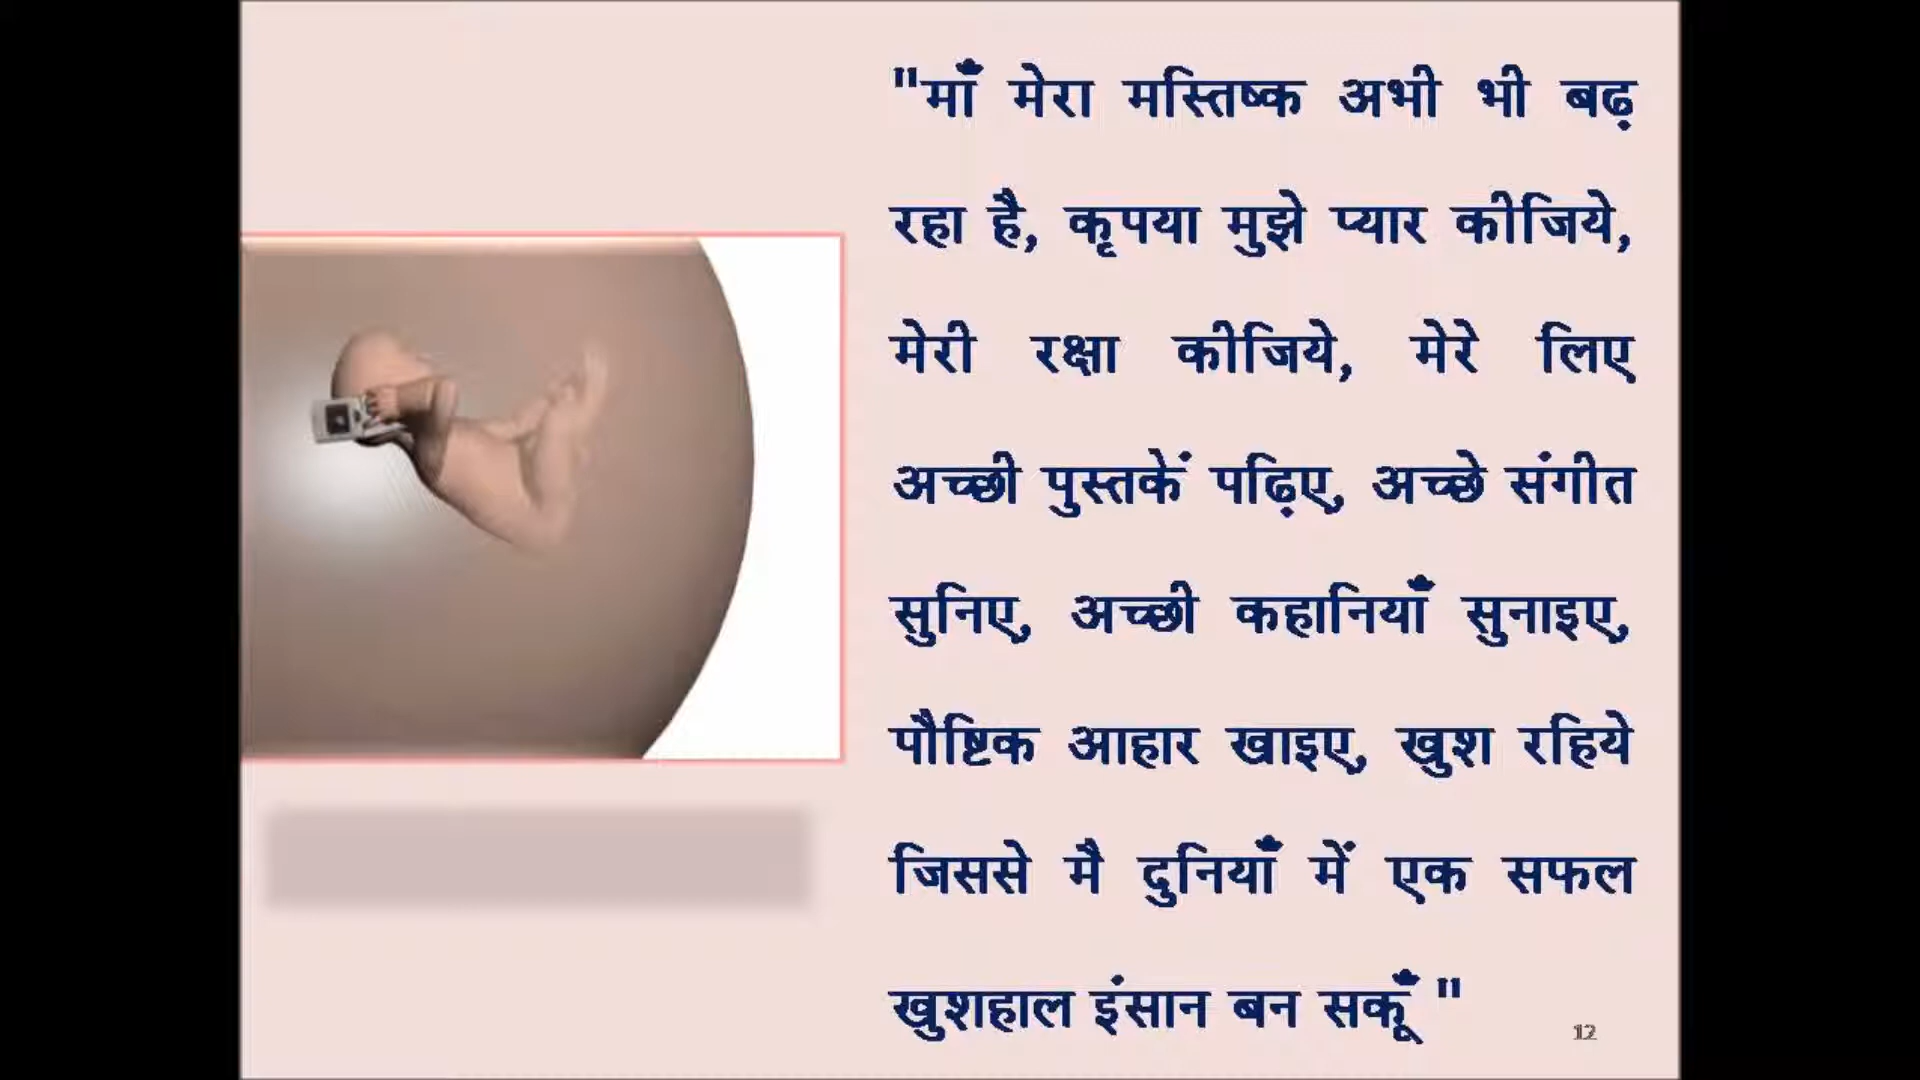 "माँ मेरा मस्तिष्क अभी भी बढ़
रहा है, कृपया मुझे प्यार कीजिये,
मेरी रक्षा कीजिये, मेरे लिए
अच्छी पुस्तकें पढ़िए, अच्छे संगीत
सुनिए, अच्छी कहानियाँ सुनाइए,
पौष्टिक आहार खाइए, खुश रहिये
जिससे मै दुनियाँ में एक सफल
खुशहाल इंसान बन सकूँ "
12